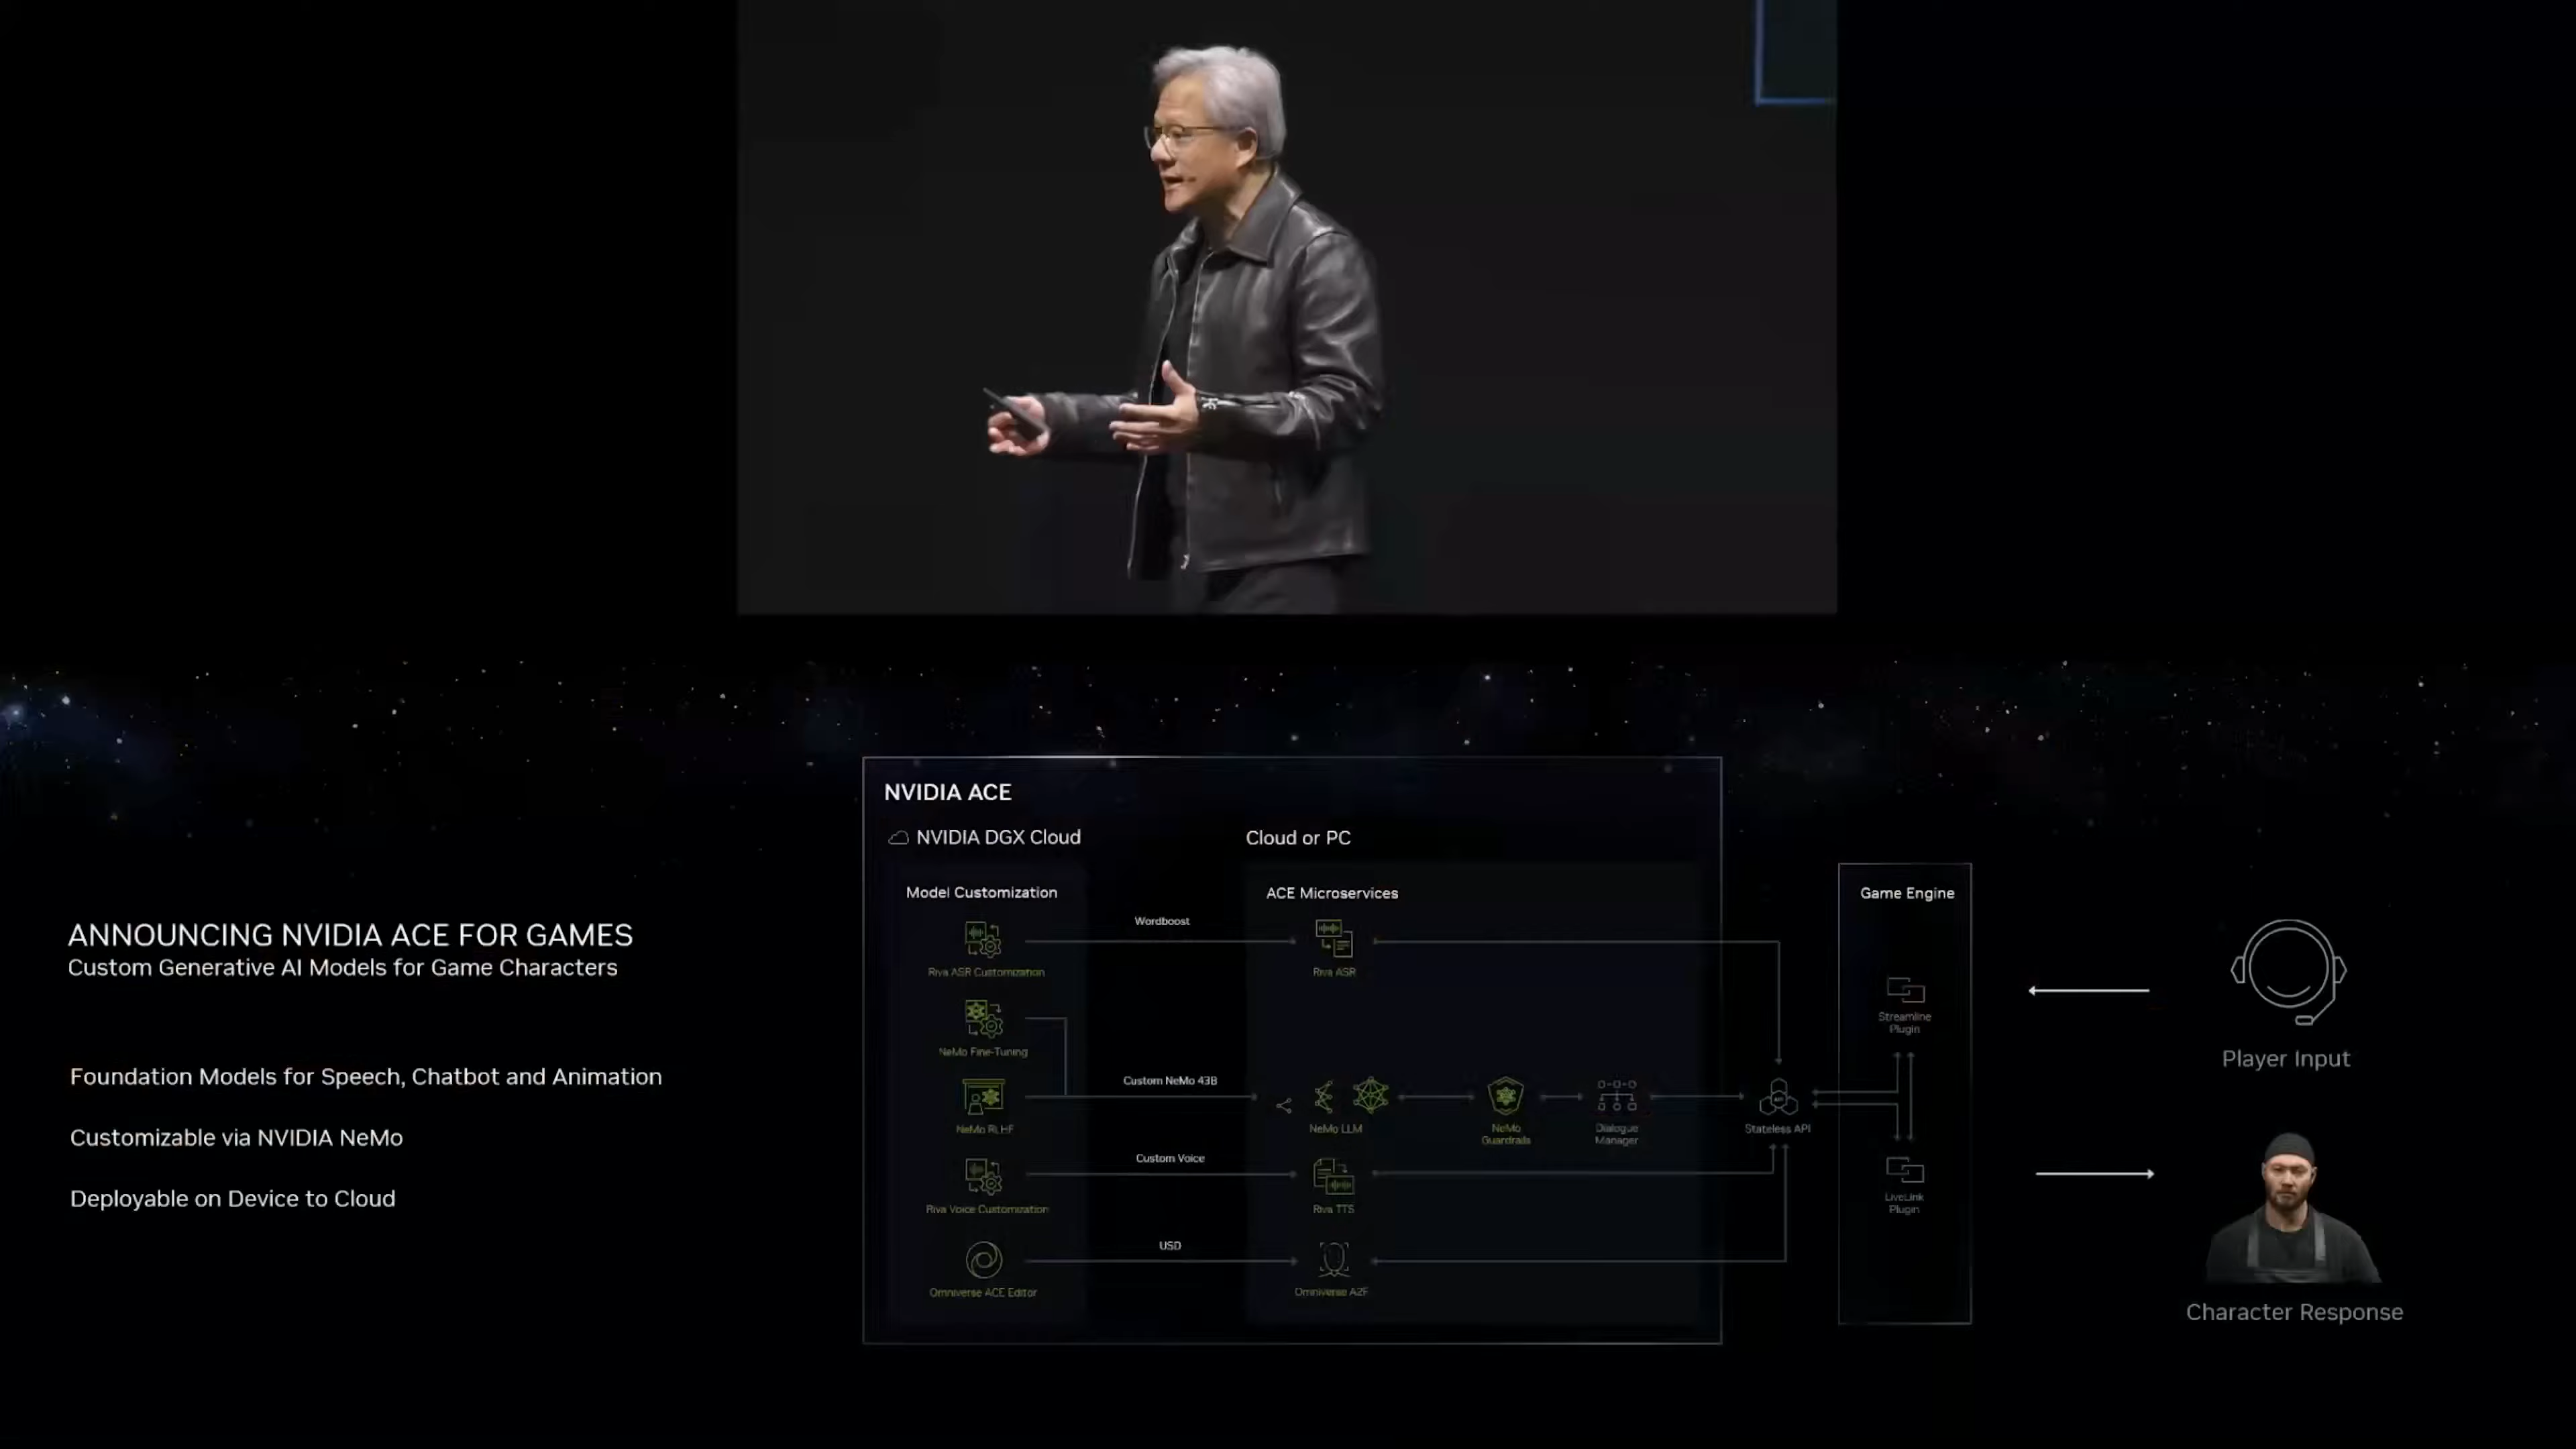 ANNOUNCING NVIDIA ACE FOR GAMES
Custom Generative AI Models for Game Characters
Foundation Models for Speech, Chatbot and Animation
Customizable via NVIDIA NeMo
Deployable on Device to Cloud
NVIDIA ACE
NVIDIA DGX Cloud
Model Customization
Riva ASR Customization
NeMo Fine-Tuning
NeMo RLHF
Riva Voice Customization
Omniverse ACE Editor
Wordboost
Custom NeMo 43B
Custom Voice
USD
Cloud or PC
ACE Microservices
Riva ASR
NeMo LLM
NeMo
Guardrails
Dialogue
Manager
Riva TTS
Omniverse A2F
Stateless API
Game Engine
Streamline
Plugin
LiveLink
Plugin
Player Input
Character Response